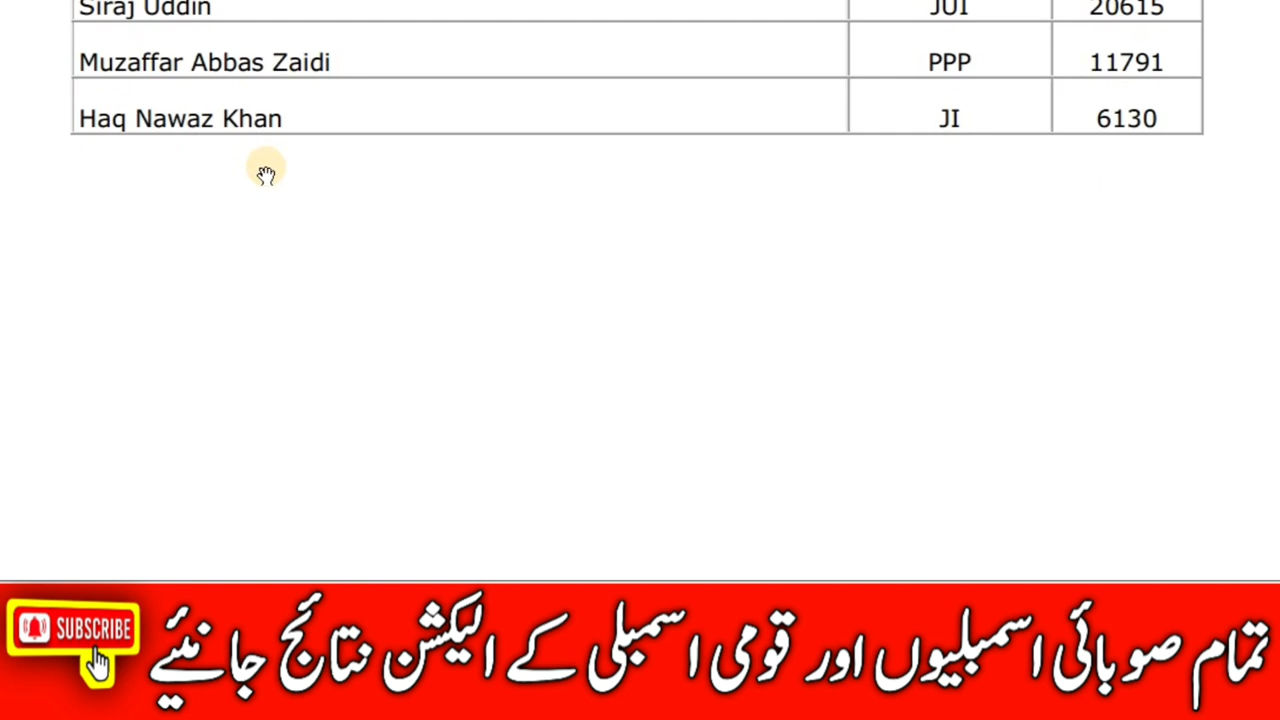 Siraj Uddin JUI 20615
Muzaffar Abbas Zaidi PPP 11791
Haq Nawaz Khan JI 6130
SUBSCRIBE
تمام صوبائی اسمبلیوں اور قومی اسمبلی کے الیکشن نتائج جانئیے